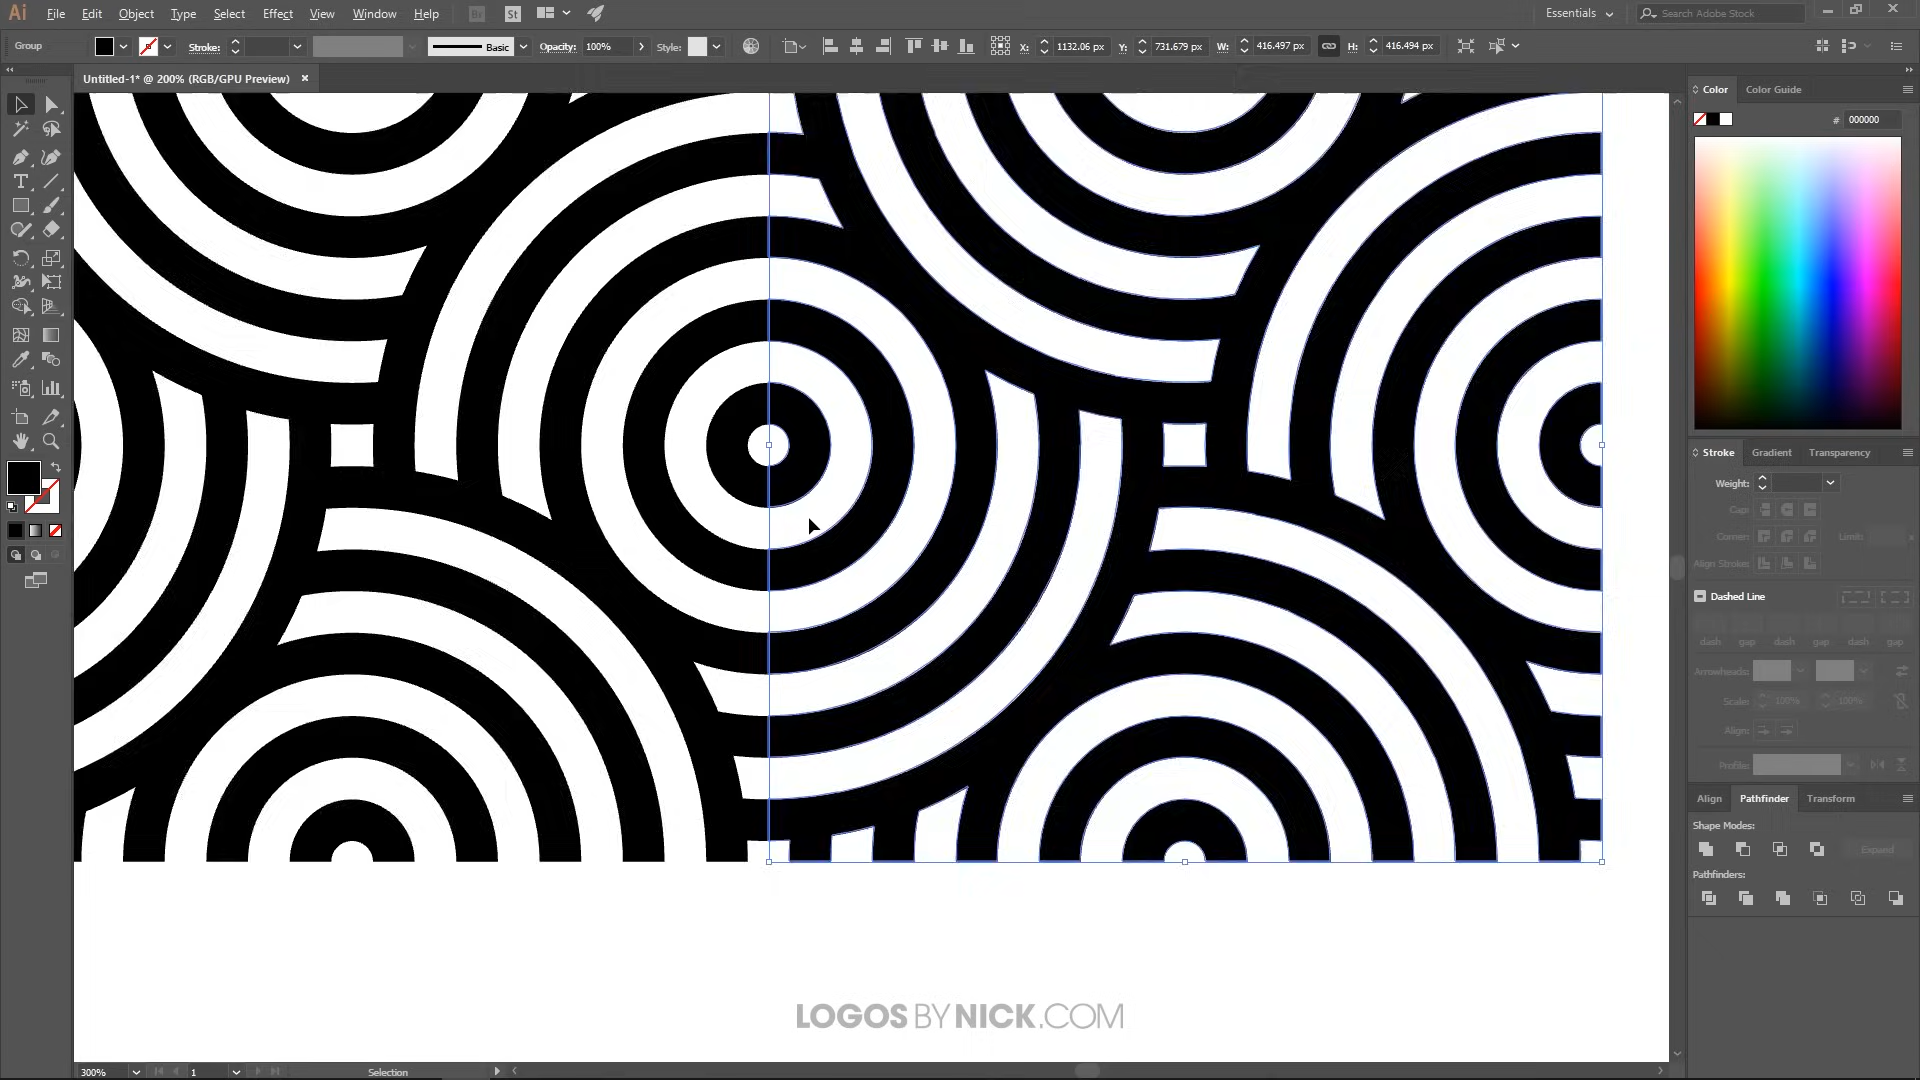 Ai File Edit Object Type Select Effect View Window Help Br St Essentials Search Adobe Stock
Group Stroke: Basic Opacity: 100% Style: X: 1132.06 px Y: 731.679 px W: 416.497 px H: 416.494 px
Untitled-1* @ 200% (RGB/GPU Preview)
Color Color Guide
# 000000
Stroke Gradient Transparency
Weight:
Cap:
Corner: Limit: x
Align Stroke:
Dashed Line
dash gap dash gap dash gap
Arrowheads:
Scale: 100% 100%
Align:
Profile:
Align Pathfinder Transform
Shape Modes:
Expand
Pathfinders:
LOGOS BY NICK.COM
300% 1 Selection